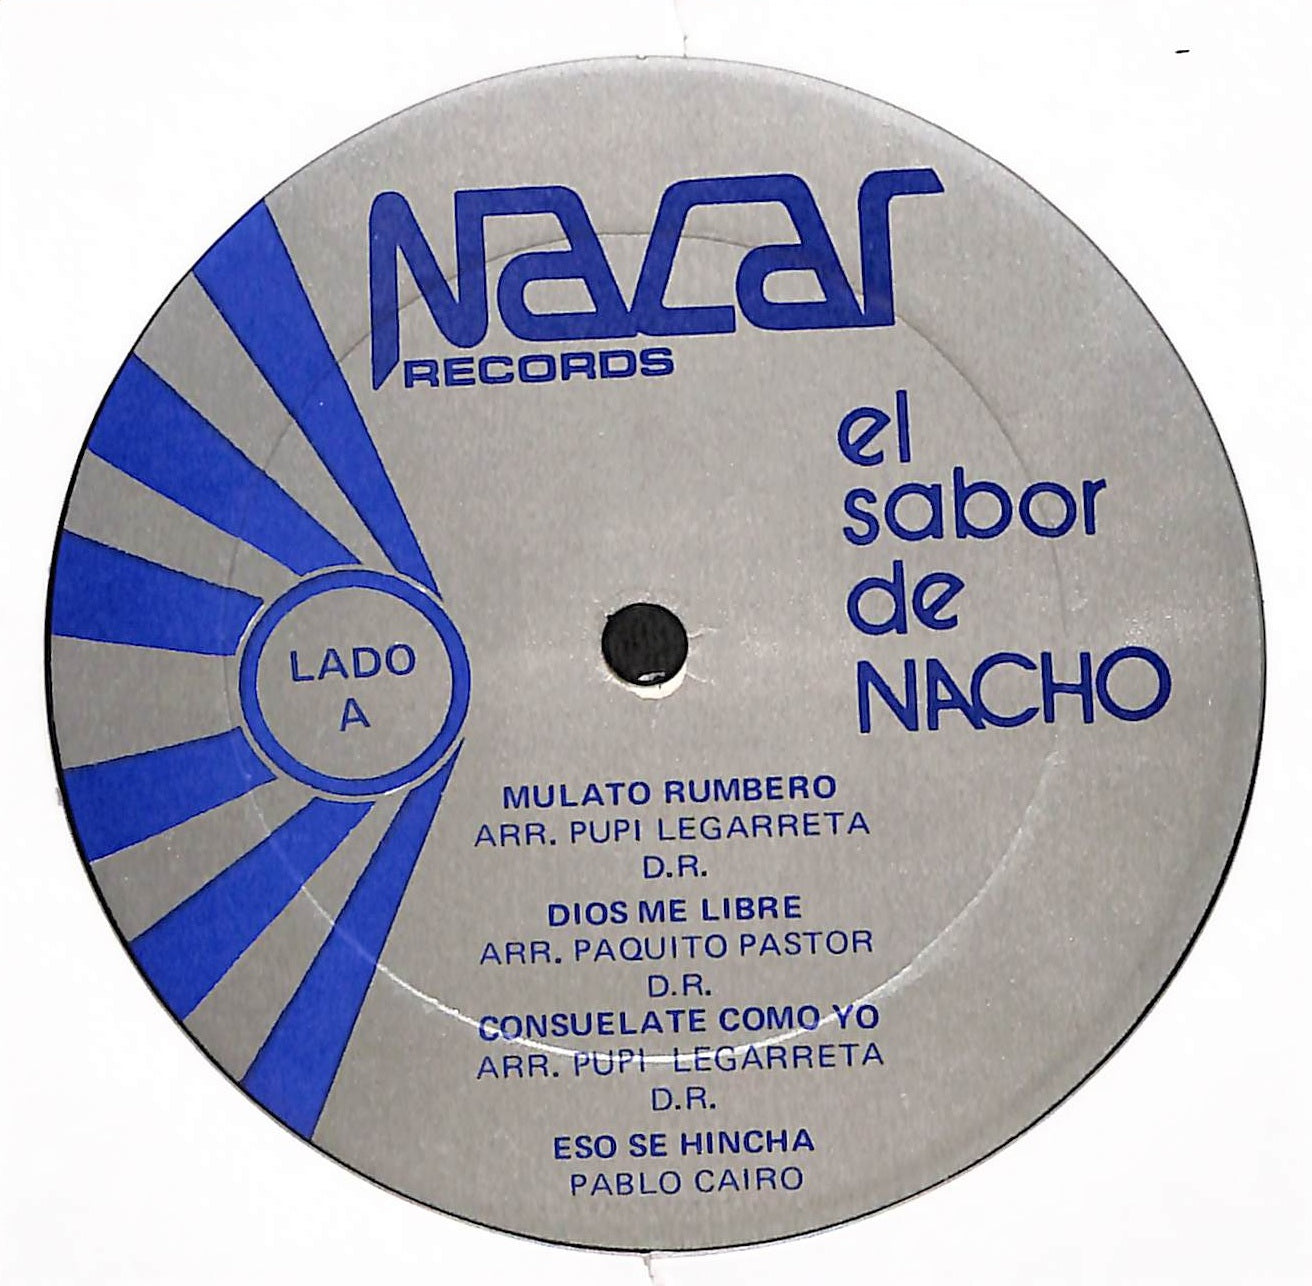 Nacar
RECORDS
el
sabor
de
NACHO
LADO
A
MULATO RUMBERO
ARR. PUPI LEGARRETA
D.R.
DIOS ME LIBRE
ARR. PAQUITO PASTOR
D.R.
CONSUELATE COMO YO
ARR. PUPI LEGARRETA
D.R.
ESO SE HINCHA
PABLO CAIRO